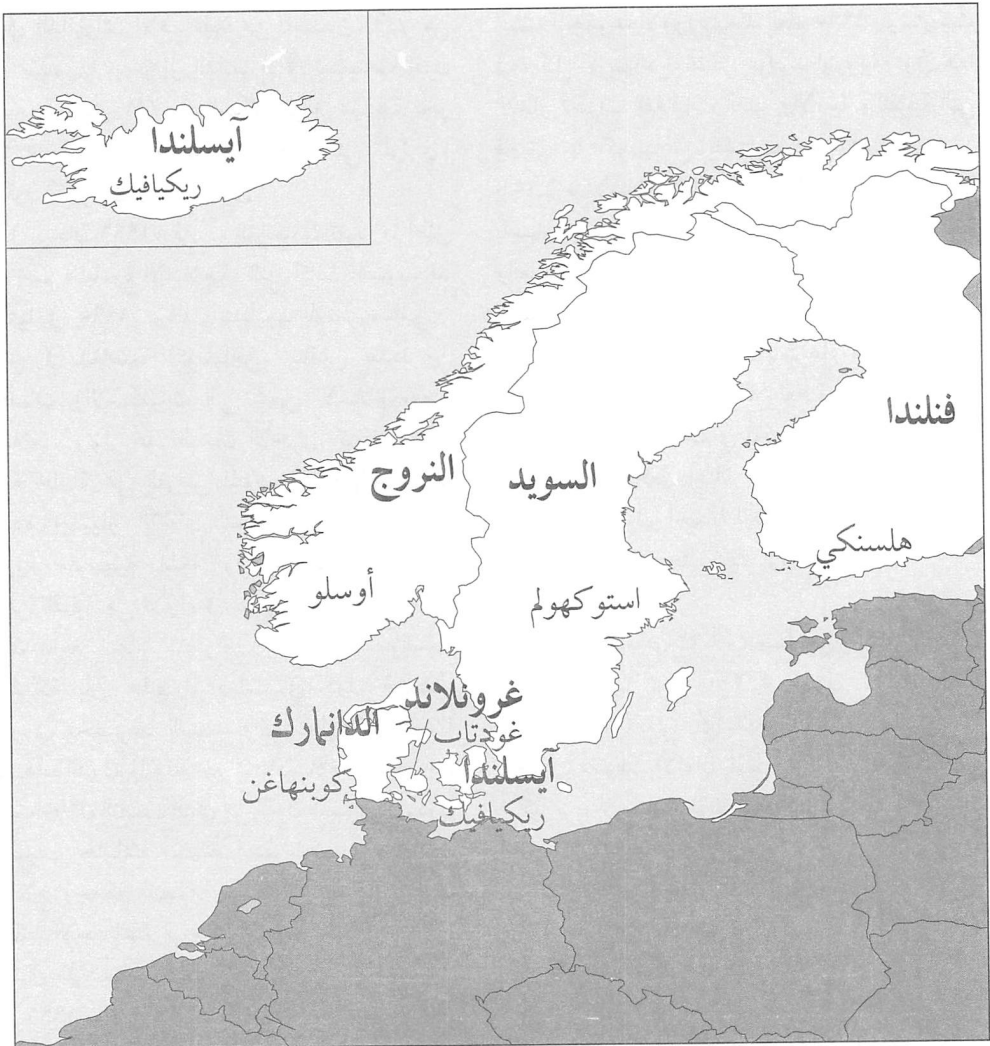 آيسلندا
ريكيافيك
فنلندا
النروج
السويد
هلسنكي
أوسلو
استوكهولم
غرونلاند
الدانمارك
غودتاب
آيسلندا
كوبنهاغن
ريكيافيك